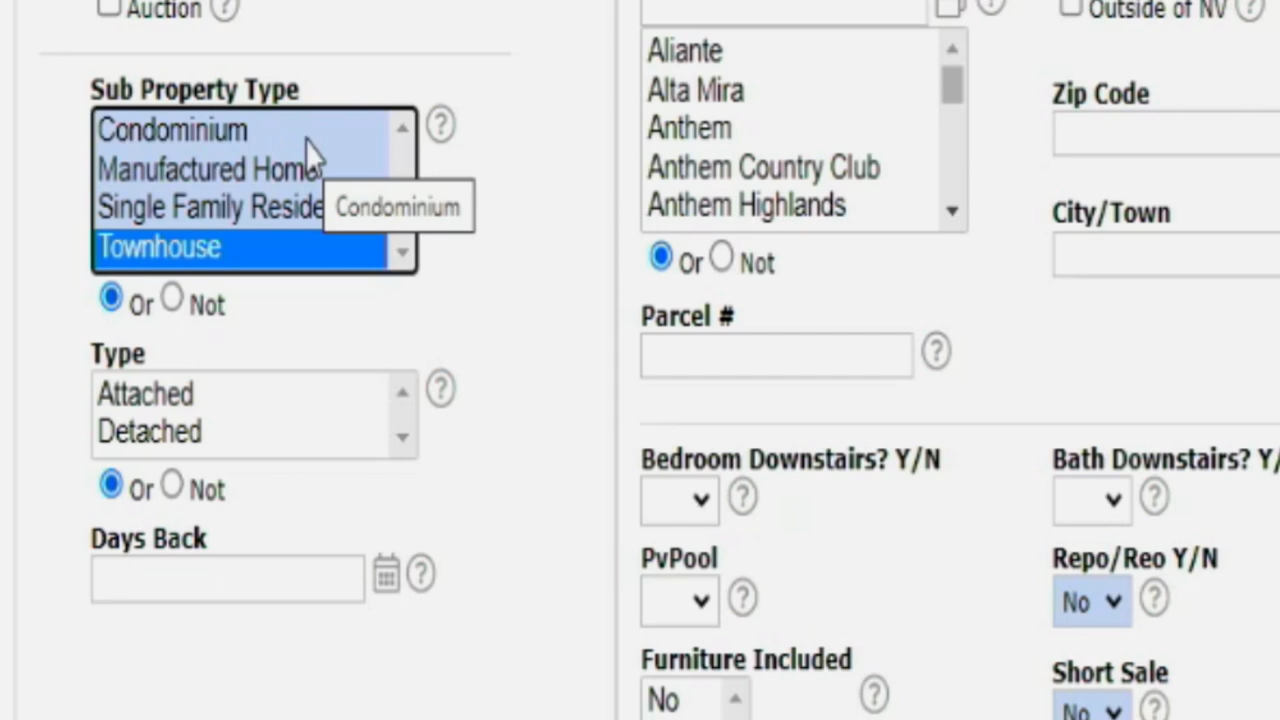 Auction
Sub Property Type
Condominium
Manufactured Home
Single Family Reside
Condominium
Townhouse
Or Not
Type
Attached
Detached
Or Not
Days Back
Aliante
Alta Mira
Anthem
Anthem Country Club
Anthem Highlands
Or Not
Parcel #
Bedroom Downstairs? Y/N
PvPool
Furniture Included
No
Outside of NV
Zip Code
City/Town
Bath Downstairs? Y/
Repo/Reo Y/N
No
Short Sale
No